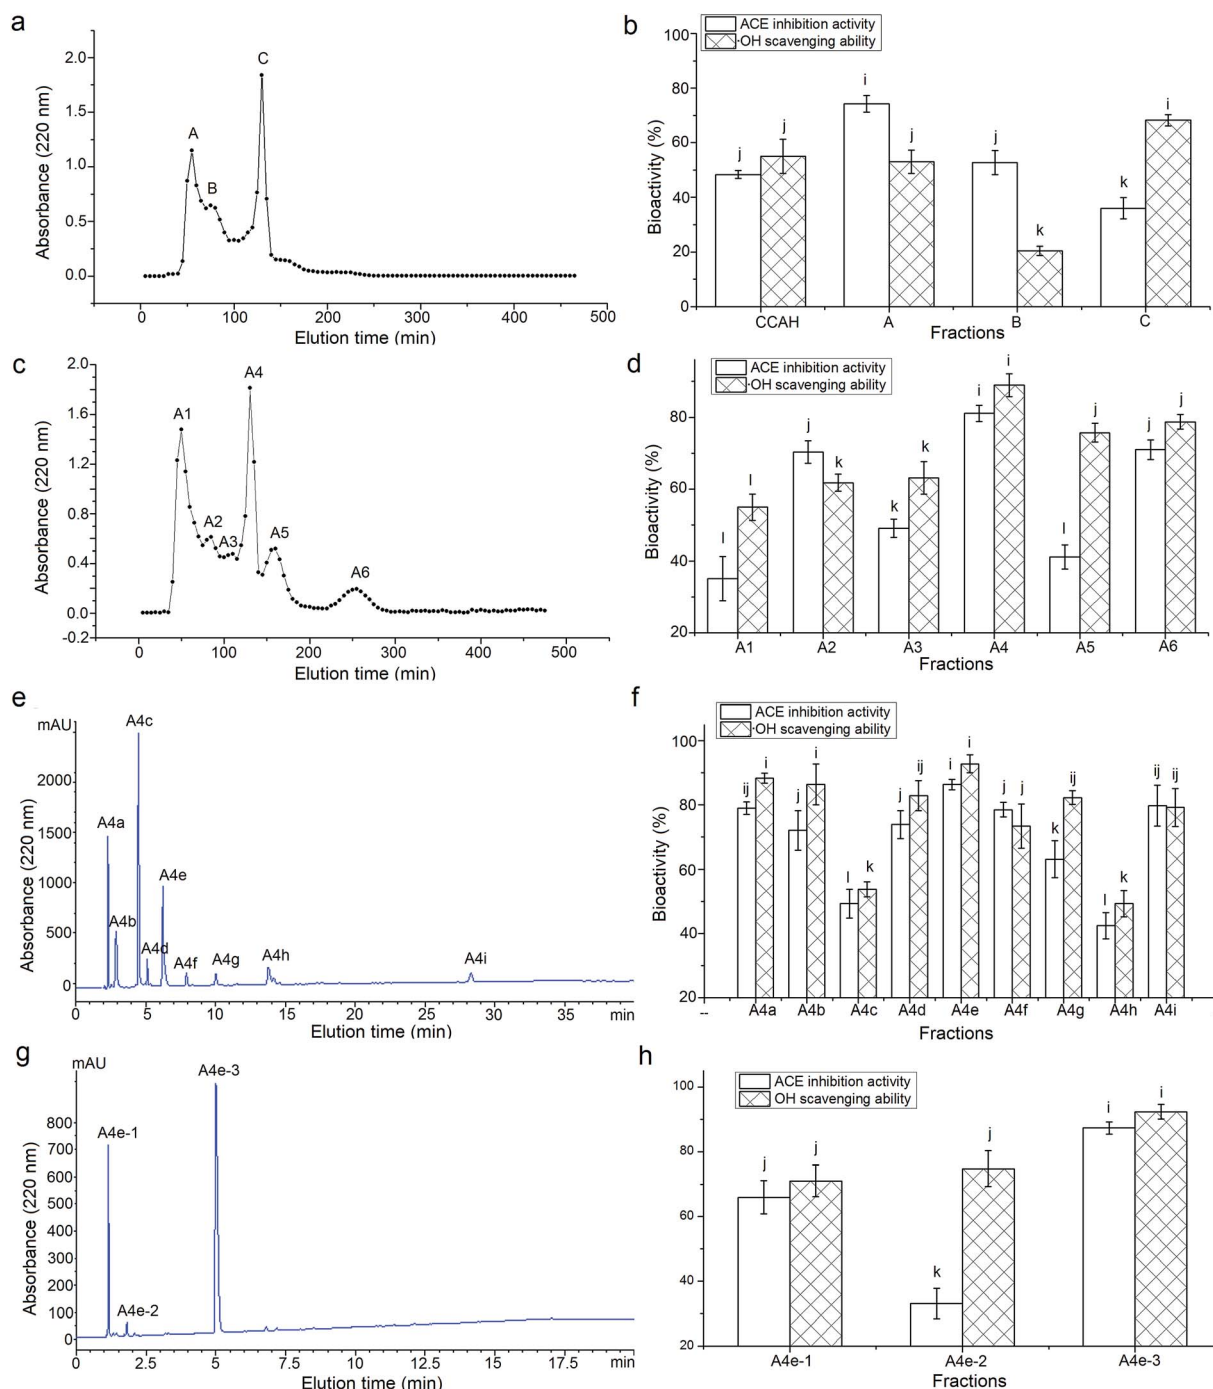 a
Absorbance (220 nm)
2.0
1.5
1.0
0.5
0.0
A
B
C
0 100 200 300 400 500
Elution time (min)
b
ACE inhibition activity
·OH scavenging ability
Bioactivity (%)
100
80
60
40
20
0
j j i j j k k i
CCAH A B C
Fractions
c
Absorbance (220 nm)
2.0
1.6
1.2
0.8
0.4
0.0
-0.2
A1
A2
A3
A4
A5
A6
0 100 200 300 400 500
Elution time (min)
d
ACE inhibition activity
·OH scavenging ability
Bioactivity (%)
80
60
40
20
l l j k k k i i l j j j
A1 A2 A3 A4 A5 A6
Fractions
e
mAU
Absorbance (220 nm)
2000
1500
1000
500
0
A4a
A4b
A4c
A4d
A4e
A4f
A4g
A4h
A4i
0 5 10 15 20 25 30 35 min
Elution time (min)
f
ACE inhibition activity
·OH scavenging ability
Bioactivity (%)
100
80
60
40
20
ij i j i l k j ij i i j j k ij l k ij ij
-- A4a A4b A4c A4d A4e A4f A4g A4h A4i
Fractions
g
mAU
Absorbance (220 nm)
800
700
600
500
400
300
200
100
0
A4e-1
A4e-2
A4e-3
0 2.5 5 7.5 10 12.5 15 17.5 min
Elution time (min)
h
ACE inhibition activity
OH scavenging ability
Bioactivity (%)
100
80
60
40
20
j j k j i i
A4e-1 A4e-2 A4e-3
Fractions